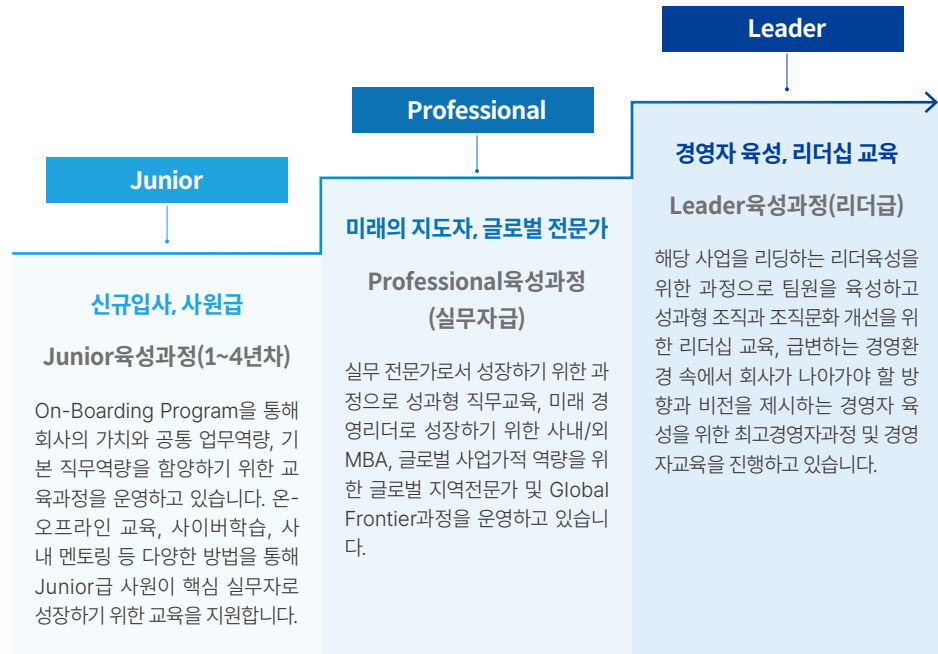 Junior
신규입사, 사원급
Junior육성과정(1~4년차)
On-Boarding Program을 통해
회사의 가치와 공통 업무역량, 기
본 직무역량을 함양하기 위한 교
육과정을 운영하고 있습니다. 온-
오프라인 교육, 사이버학습, 사
내 멘토링 등 다양한 방법을 통해
Junior급 사원이 핵심 실무자로
성장하기 위한 교육을 지원합니다.
Professional
미래의 지도자, 글로벌 전문가
Professional육성과정
(실무자급)
실무 전문가로서 성장하기 위한 과
정으로 성과형 직무교육, 미래 경
영리더로 성장하기 위한 사내/외
MBA, 글로벌 사업가적 역량을 위
한 글로벌 지역전문가 및 Global
Frontier과정을 운영하고 있습니
다.
Leader
경영자 육성, 리더십 교육
Leader육성과정(리더급)
해당 사업을 리딩하는 리더육성을
위한 과정으로 팀원을 육성하고
성과형 조직과 조직문화 개선을 위
한 리더십 교육, 급변하는 경영환
경 속에서 회사가 나아가야 할 방
향과 비전을 제시하는 경영자 육
성을 위한 최고경영자과정 및 경영
자교육을 진행하고 있습니다.